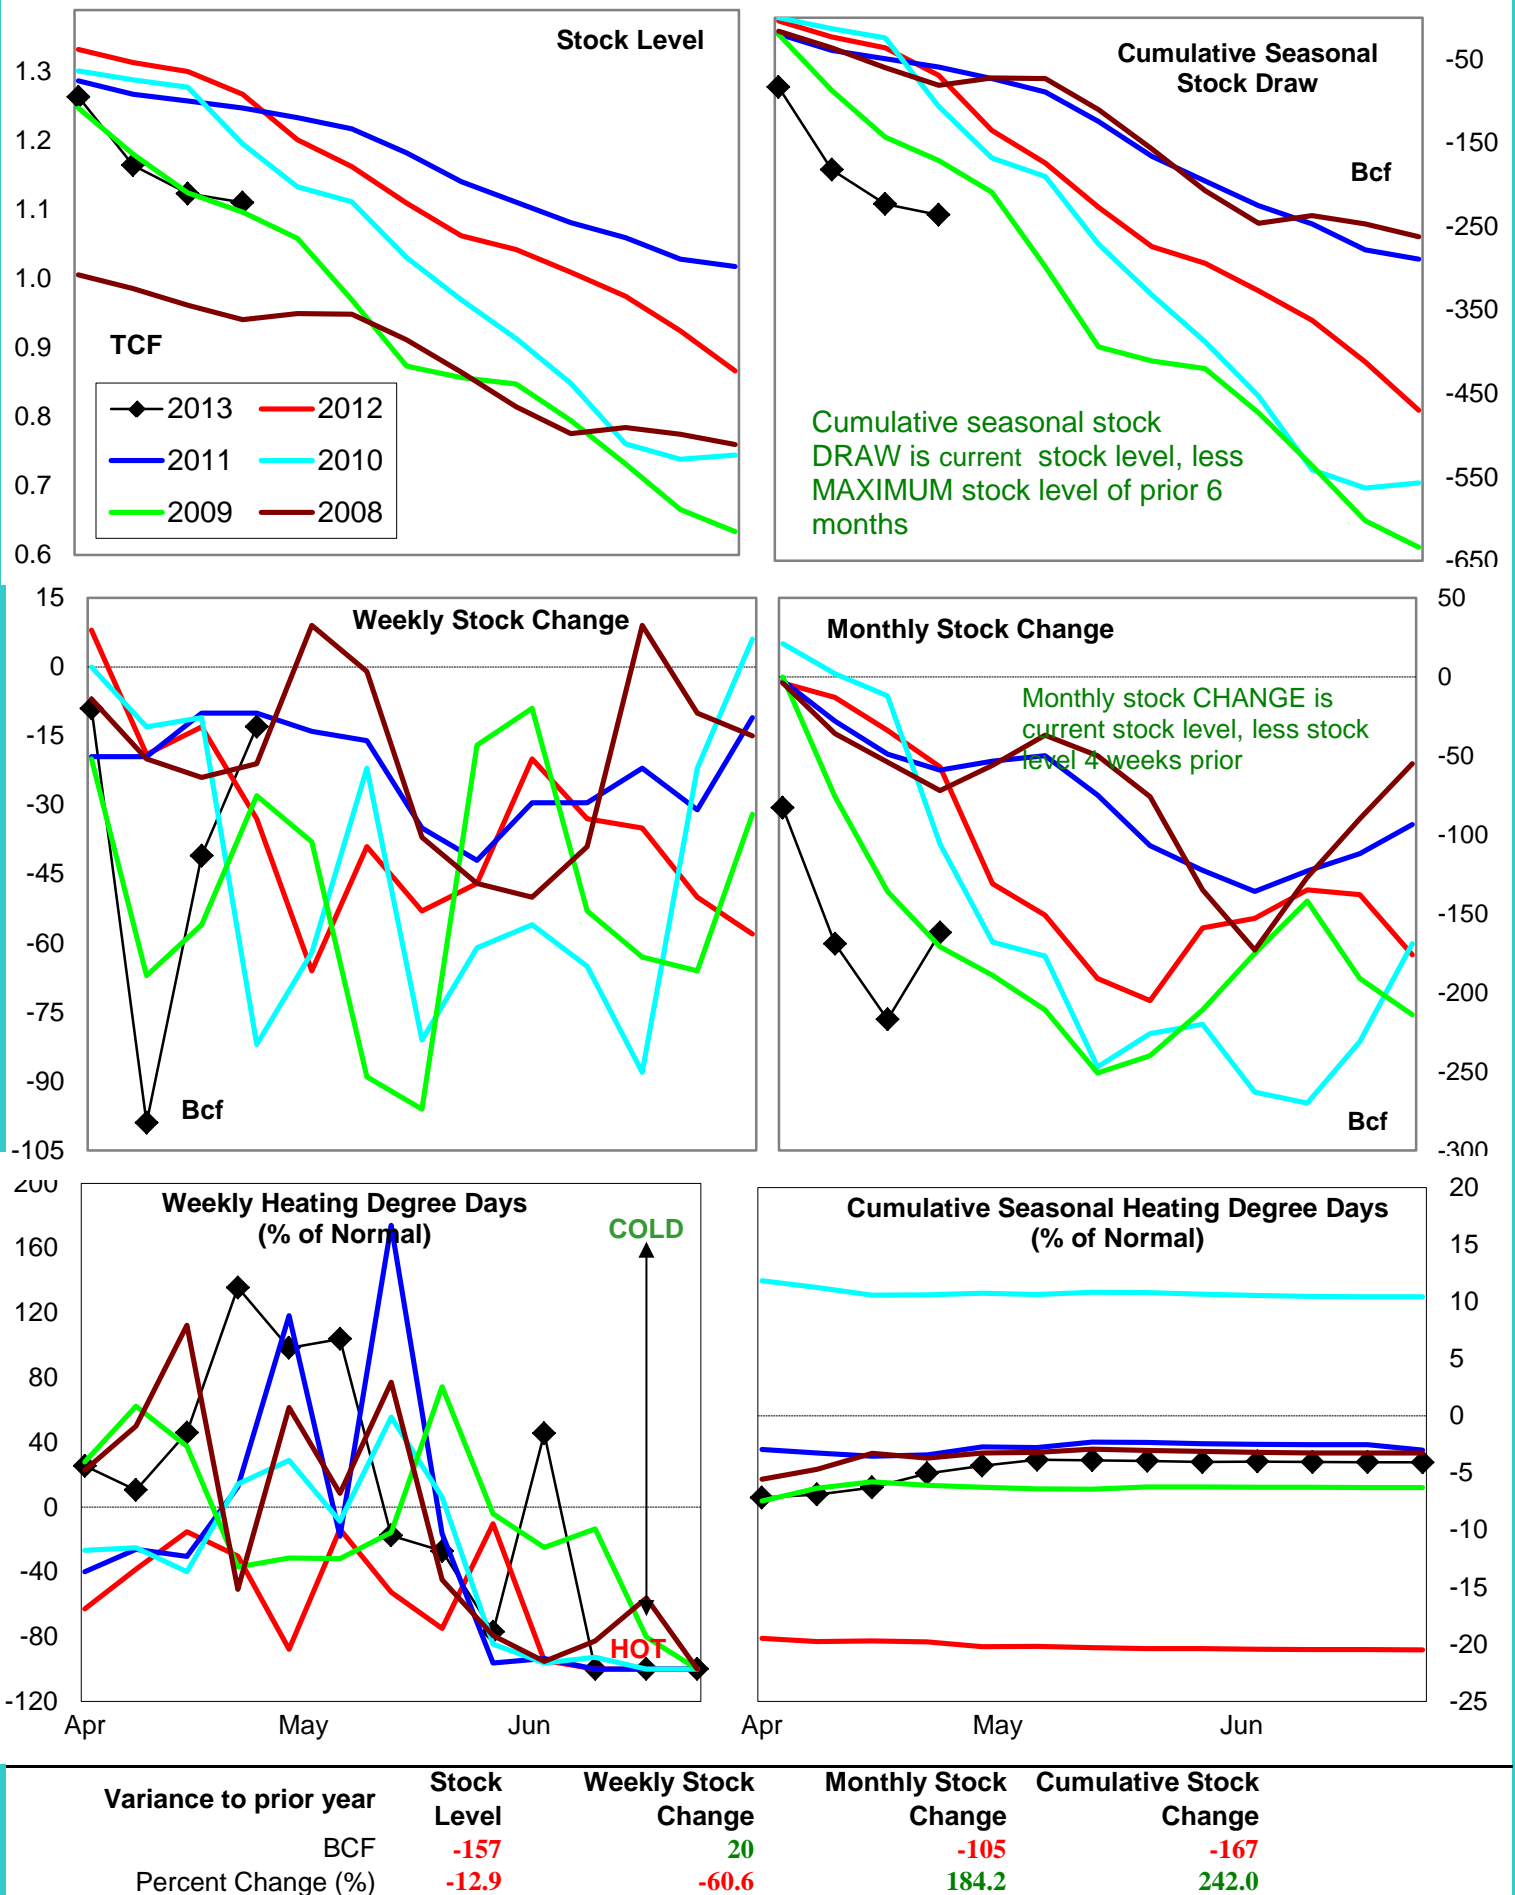 Stock Level
1.3
1.2
1.1
1.0
0.9
0.8
0.7
0.6
TCF
2013 2012
2011 2010
2009 2008
Cumulative Seasonal
Stock Draw
Bcf
-50
-150
-250
-350
-450
-550
-650
Cumulative seasonal stock
DRAW is current stock level, less
MAXIMUM stock level of prior 6
months
Weekly Stock Change
15
0
-15
-30
-45
-60
-75
-90
-105
Bcf
Monthly Stock Change
50
0
-50
-100
-150
-200
-250
-300
Monthly stock CHANGE is
current stock level, less stock
level 4 weeks prior
Bcf
Weekly Heating Degree Days
(% of Normal)
200
160
120
80
40
0
-40
-80
-120
COLD
HOT
Apr May Jun
Cumulative Seasonal Heating Degree Days
(% of Normal)
20
15
10
5
0
-5
-10
-15
-20
-25
Apr May Jun
Variance to prior year
Stock Level
Weekly Stock Change
Monthly Stock Change
Cumulative Stock Change
BCF -157 20 -105 -167
Percent Change (%) -12.9 -60.6 184.2 242.0